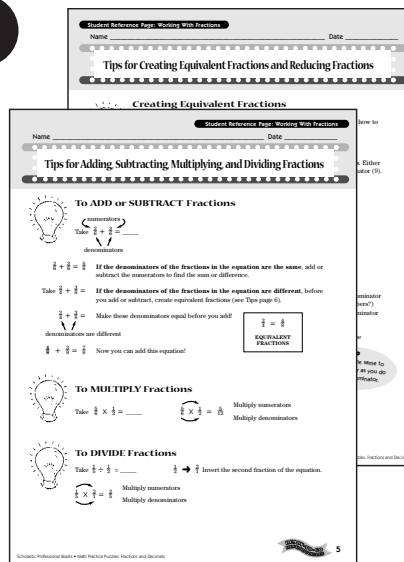 Student Reference Page: Working With Fractions
Name Date
Tips for Creating Equivalent Fractions and Reducing Fractions
Creating Equivalent Fractions
how to
Either
(9).
Student Reference Page: Working With Fractions
Name Date
Tips for Adding, Subtracting, Multiplying, and Dividing Fractions
To ADD or SUBTRACT Fractions
numerators
Take
denominators
If the denominators of the fractions in the equation are the same, add or
subtract the numerators to find the sum or difference.
Take If the denominators of the fractions in the equation are different, before
you add or subtract, create equivalent fractions (see Tips page 6).
Make these denominators equal before you add!
denominators are different
EQUIVALENT
FRACTIONS
Now you can add this equation!
To MULTIPLY Fractions
Take Multiply numerators
Multiply denominators
To DIVIDE Fractions
Take Invert the second fraction of the equation.
Multiply numerators
Multiply denominators
5
Scholastic Professional Books • Math Practice Puzzles: Fractions and Decimals